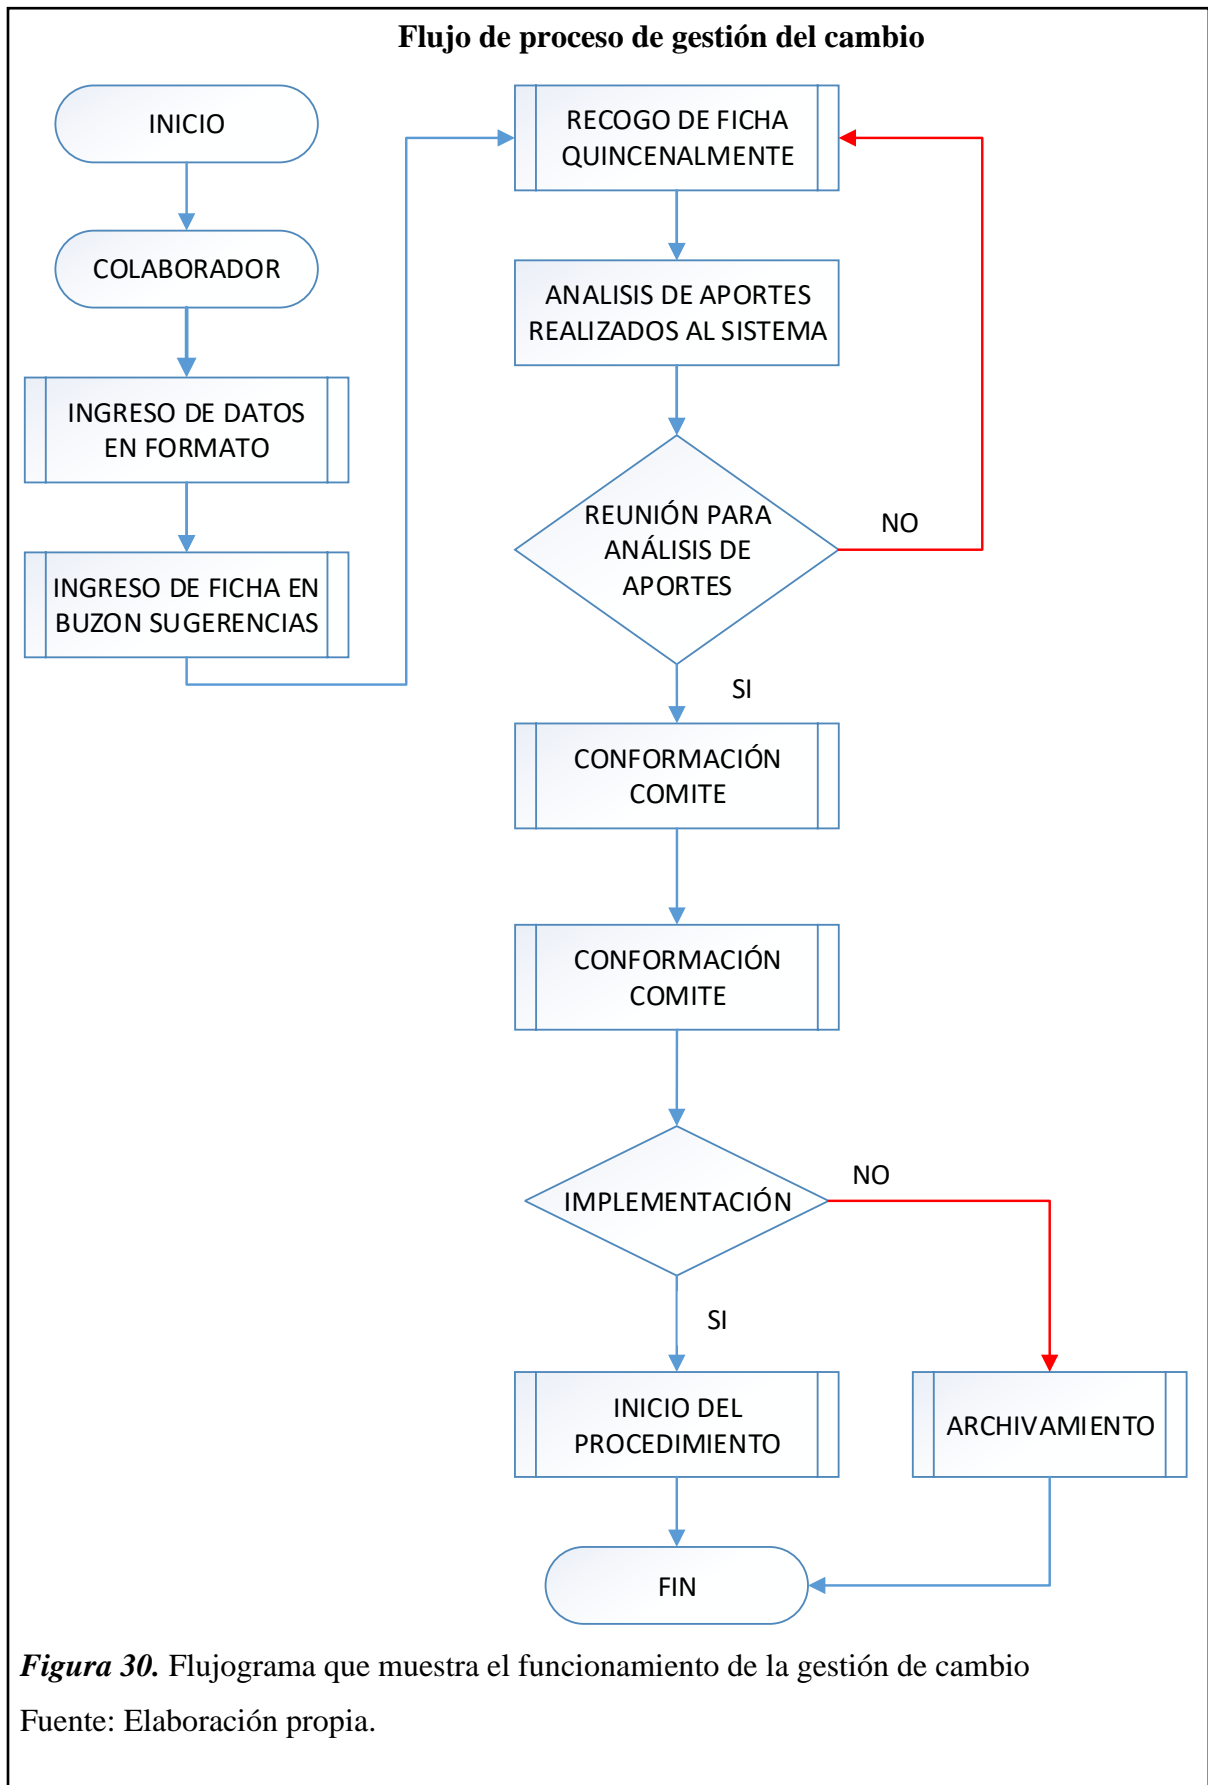 Flujo de proceso de gestión del cambio
INICIO
COLABORADOR
INGRESO DE DATOS
EN FORMATO
INGRESO DE FICHA EN
BUZON SUGERENCIAS
RECOGO DE FICHA
QUINCENALMENTE
ANALISIS DE APORTES
REALIZADOS AL SISTEMA
REUNIÓN PARA
ANÁLISIS DE
APORTES
NO
SI
CONFORMACIÓN
COMITE
CONFORMACIÓN
COMITE
IMPLEMENTACIÓN
NO
SI
INICIO DEL
PROCEDIMIENTO
ARCHIVAMIENTO
FIN
Figura 30. Flujograma que muestra el funcionamiento de la gestión de cambio
Fuente: Elaboración propia.